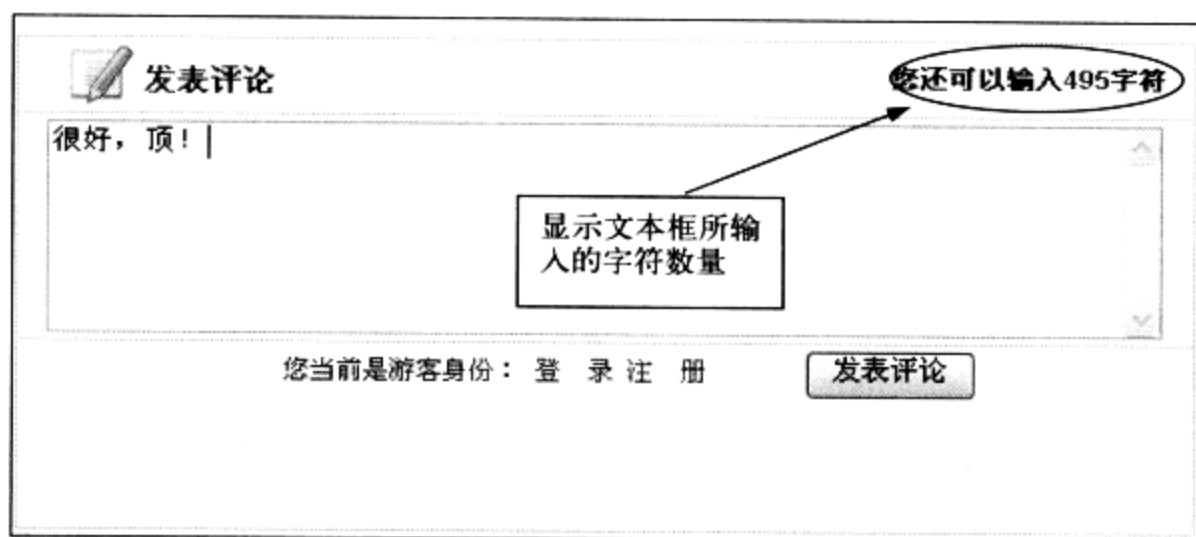 发表评论
您还可以输入495字符
很好，顶！
显示文本框所输
入的字符数量
您当前是游客身份： 登 录 注 册
发表评论